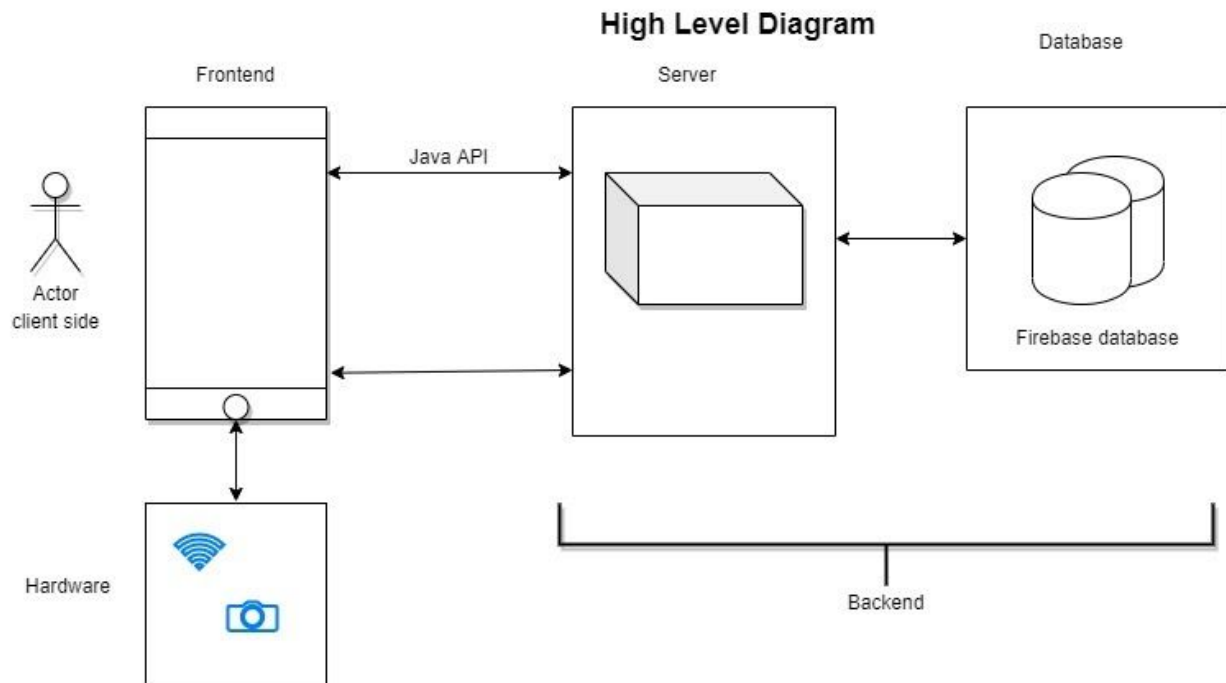 High Level Diagram
Database
Frontend
Server
Java API
Actor
client side
Firebase database
Hardware
Backend